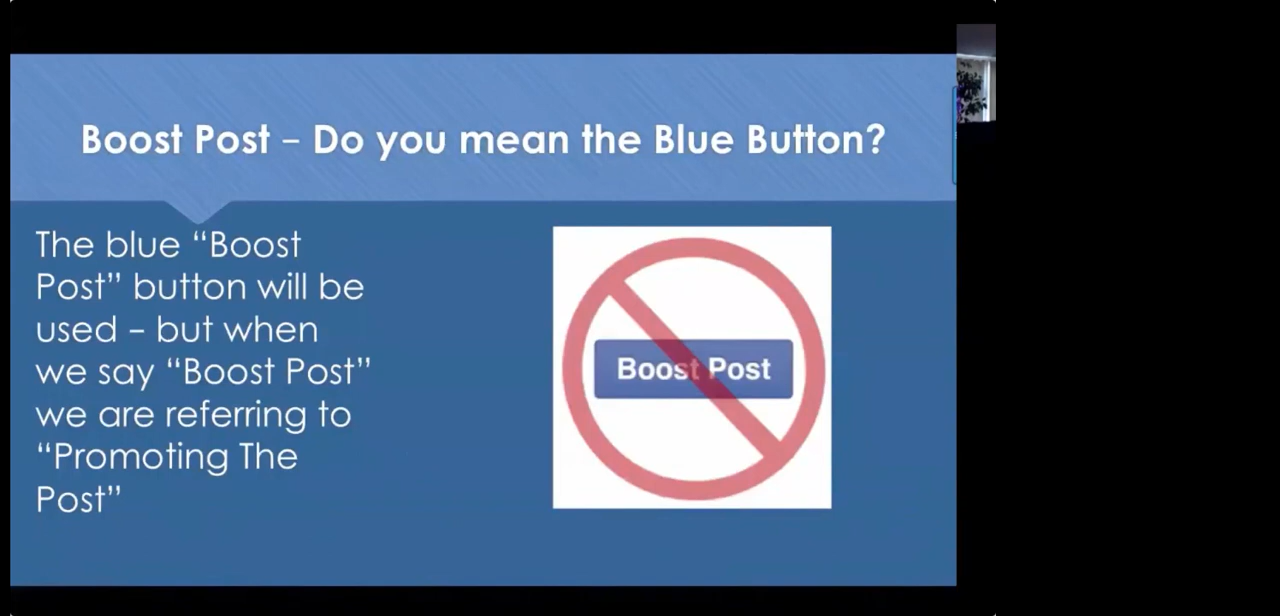 Boost Post – Do you mean the Blue Button?
The blue “Boost
Post” button will be
used – but when
we say “Boost Post”
we are referring to
“Promoting The
Post”
Boost Post